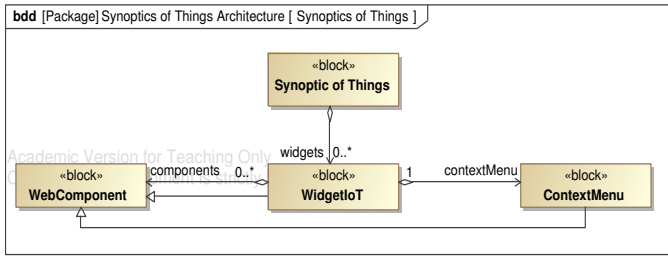 bdd [Package] Synoptics of Things Architecture [ Synoptics of Things ]
«block»
Synoptic of Things
widgets 0..*
Academic Version for Teaching Only
«block»
WebComponent
components 0..*
«block»
WidgetIoT
1 contextMenu
«block»
ContextMenu